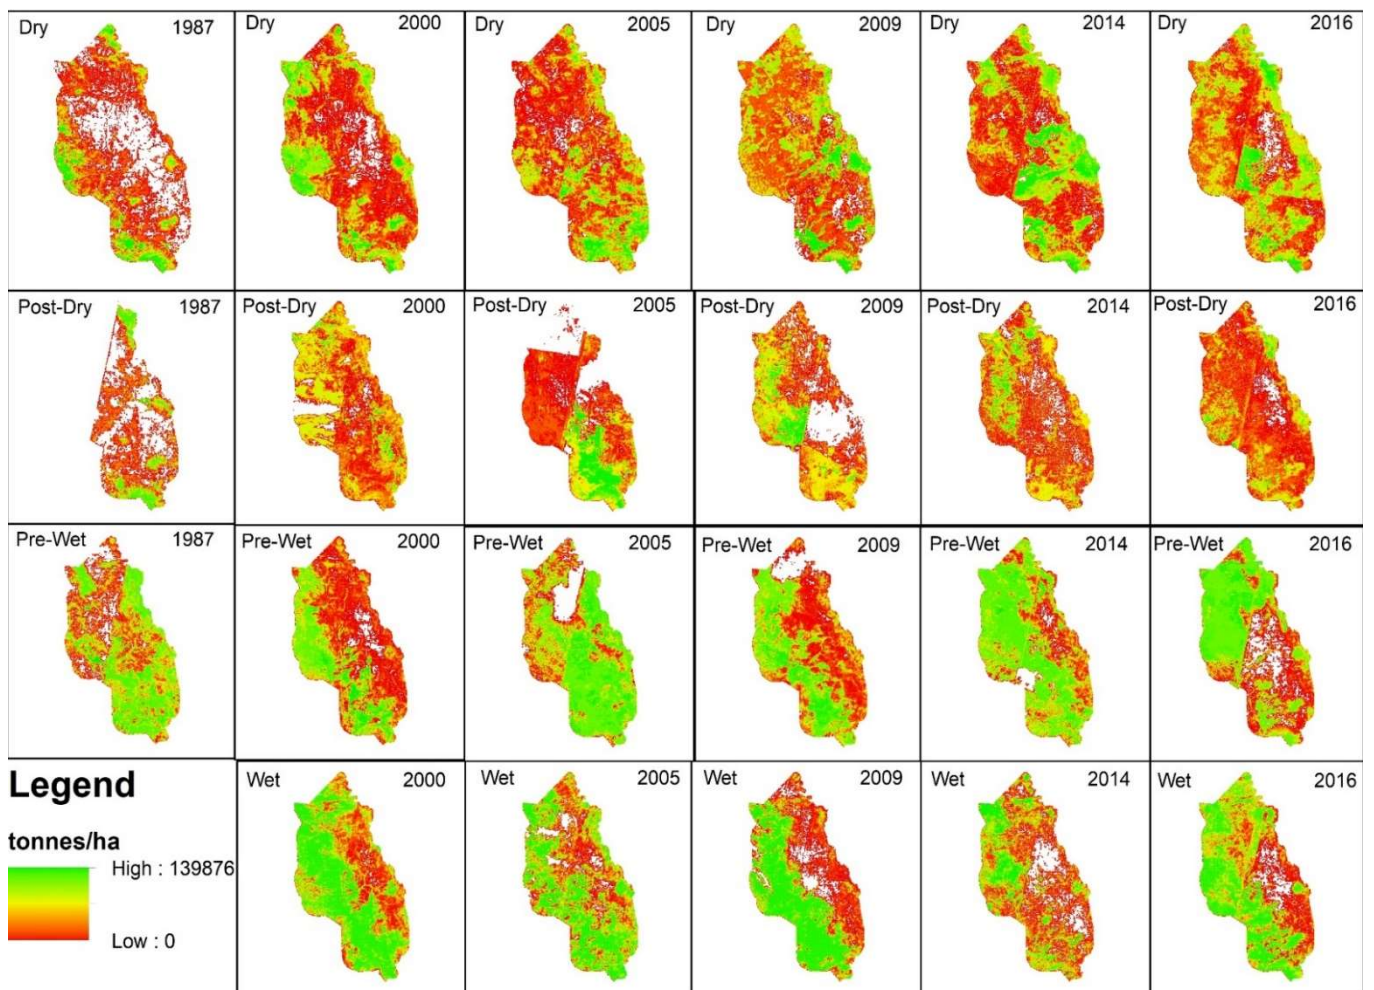 Dry 1987
Dry 2000
Dry 2005
Dry 2009
Dry 2014
Dry 2016
Post-Dry 1987
Post-Dry 2000
Post-Dry 2005
Post-Dry 2009
Post-Dry 2014
Post-Dry 2016
Pre-Wet 1987
Pre-Wet 2000
Pre-Wet 2005
Pre-Wet 2009
Pre-Wet 2014
Pre-Wet 2016
Legend
tonnes/ha
High : 139876
Low : 0
Wet 2000
Wet 2005
Wet 2009
Wet 2014
Wet 2016